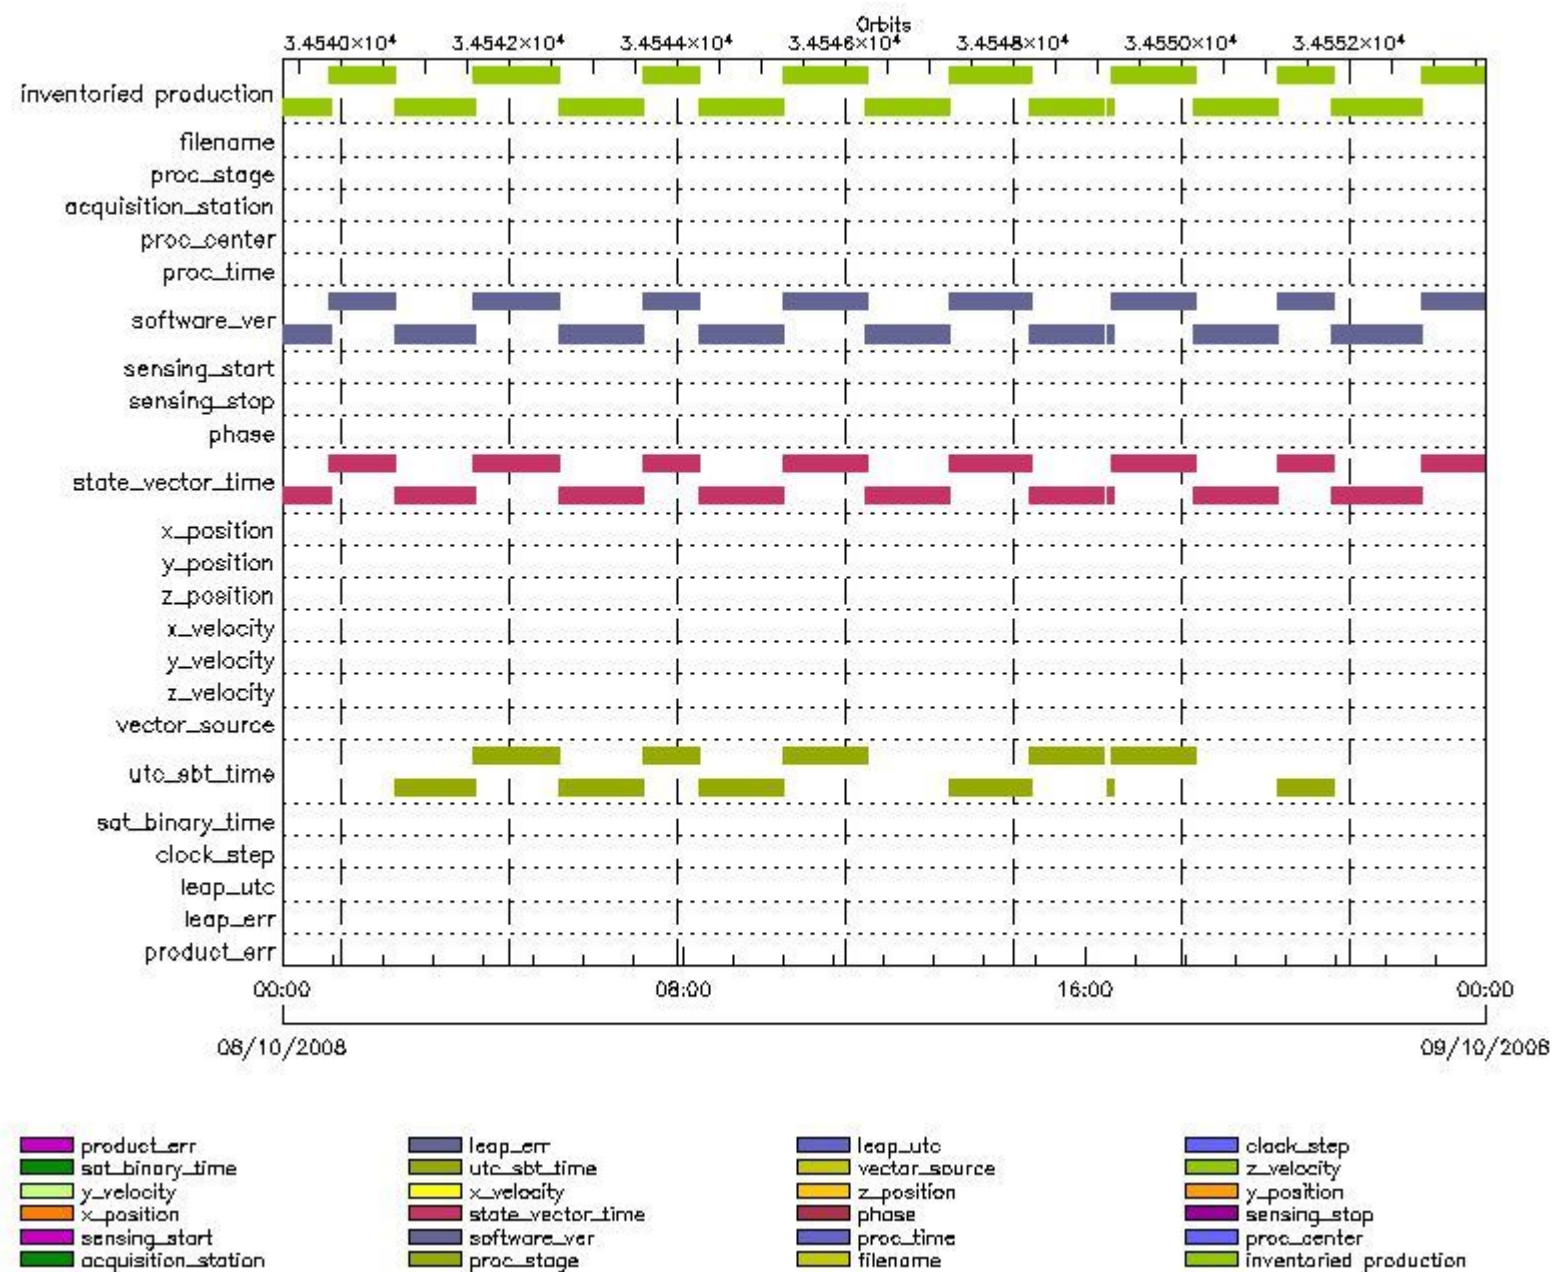 Orbits
3.4540×10⁴ 3.4542×10⁴ 3.4544×10⁴ 3.4546×10⁴ 3.4548×10⁴ 3.4550×10⁴ 3.4552×10⁴
inventoried production
filename
proc_stage
acquisition_station
proc_center
proc_time
software_ver
sensing_start
sensing_stop
phase
state_vector_time
x_position
y_position
z_position
x_velocity
y_velocity
z_velocity
vector_source
utc_sbt_time
sat_binary_time
clock_step
leap_utc
leap_err
product_err
00:00 08:00 16:00 00:00
08/10/2008 09/10/2008
product_err leap_err leap_utc clock_step
sat_binary_time utc_sbt_time vector_source z_velocity
y_velocity x_velocity z_position y_position
x_position state_vector_time phase sensing_stop
sensing_start software_ver proc_time proc_center
acquisition_station proc_stage filename inventoried production